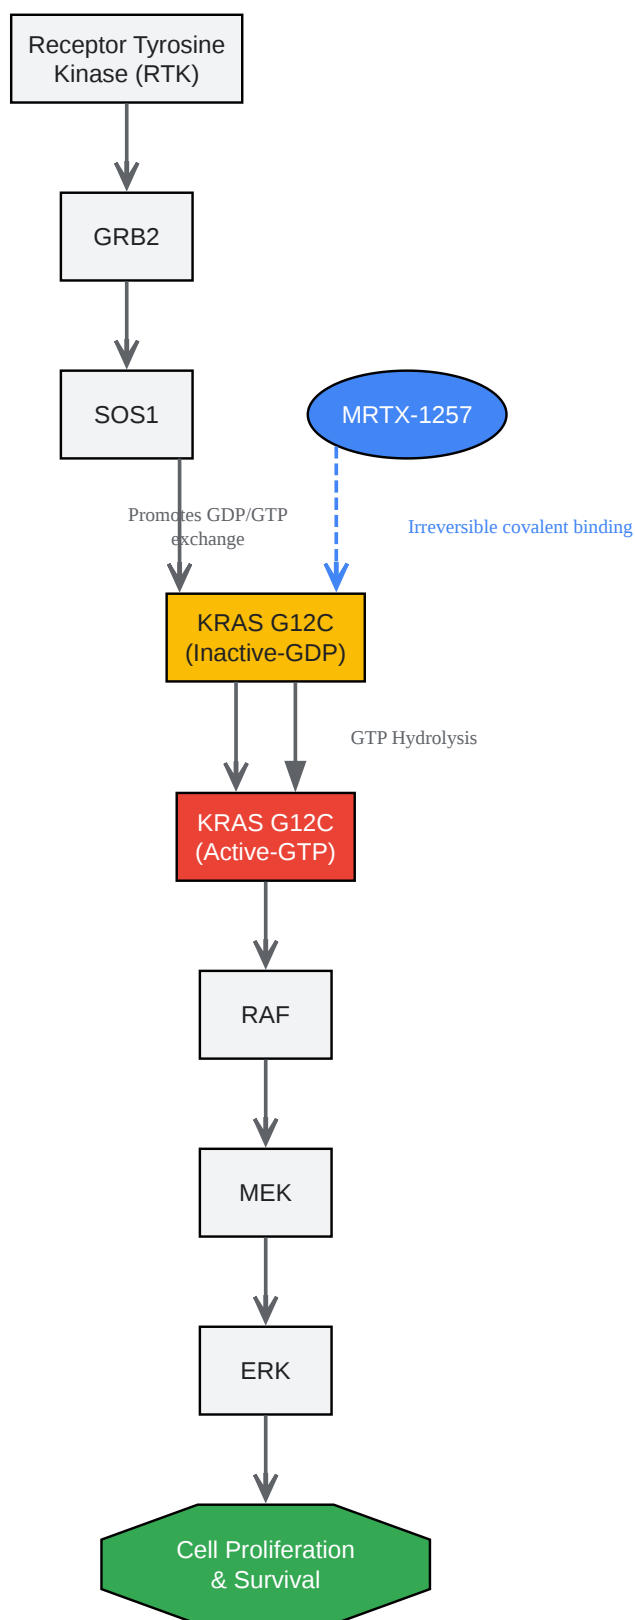 Receptor Tyrosine
Kinase (RTK)
GRB2
SOS1
MRTX-1257
Promotes GDP/GTP
exchange
Irreversible covalent binding
KRAS G12C
(Inactive-GDP)
GTP Hydrolysis
KRAS G12C
(Active-GTP)
RAF
MEK
ERK
Cell Proliferation
& Survival